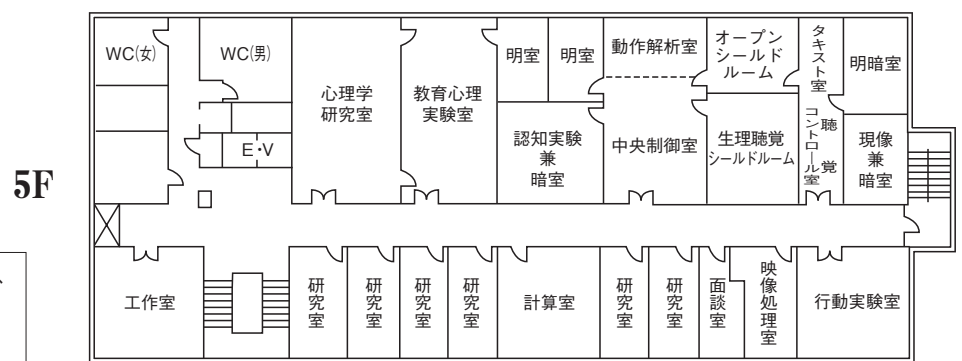 5F
WC(女)
WC(男)
E・V
心理学
研究室
教育心理
実験室
明室
明室
認知実験
兼
暗室
動作解析室
中央制御室
オープン
シールド
ルーム
生理聴覚
シールドルーム
タキスト室
聴覚
コントロール室
明暗室
現像
兼
暗室
工作室
研究室
研究室
研究室
研究室
計算室
研究室
研究室
面談室
映像処理室
行動実験室